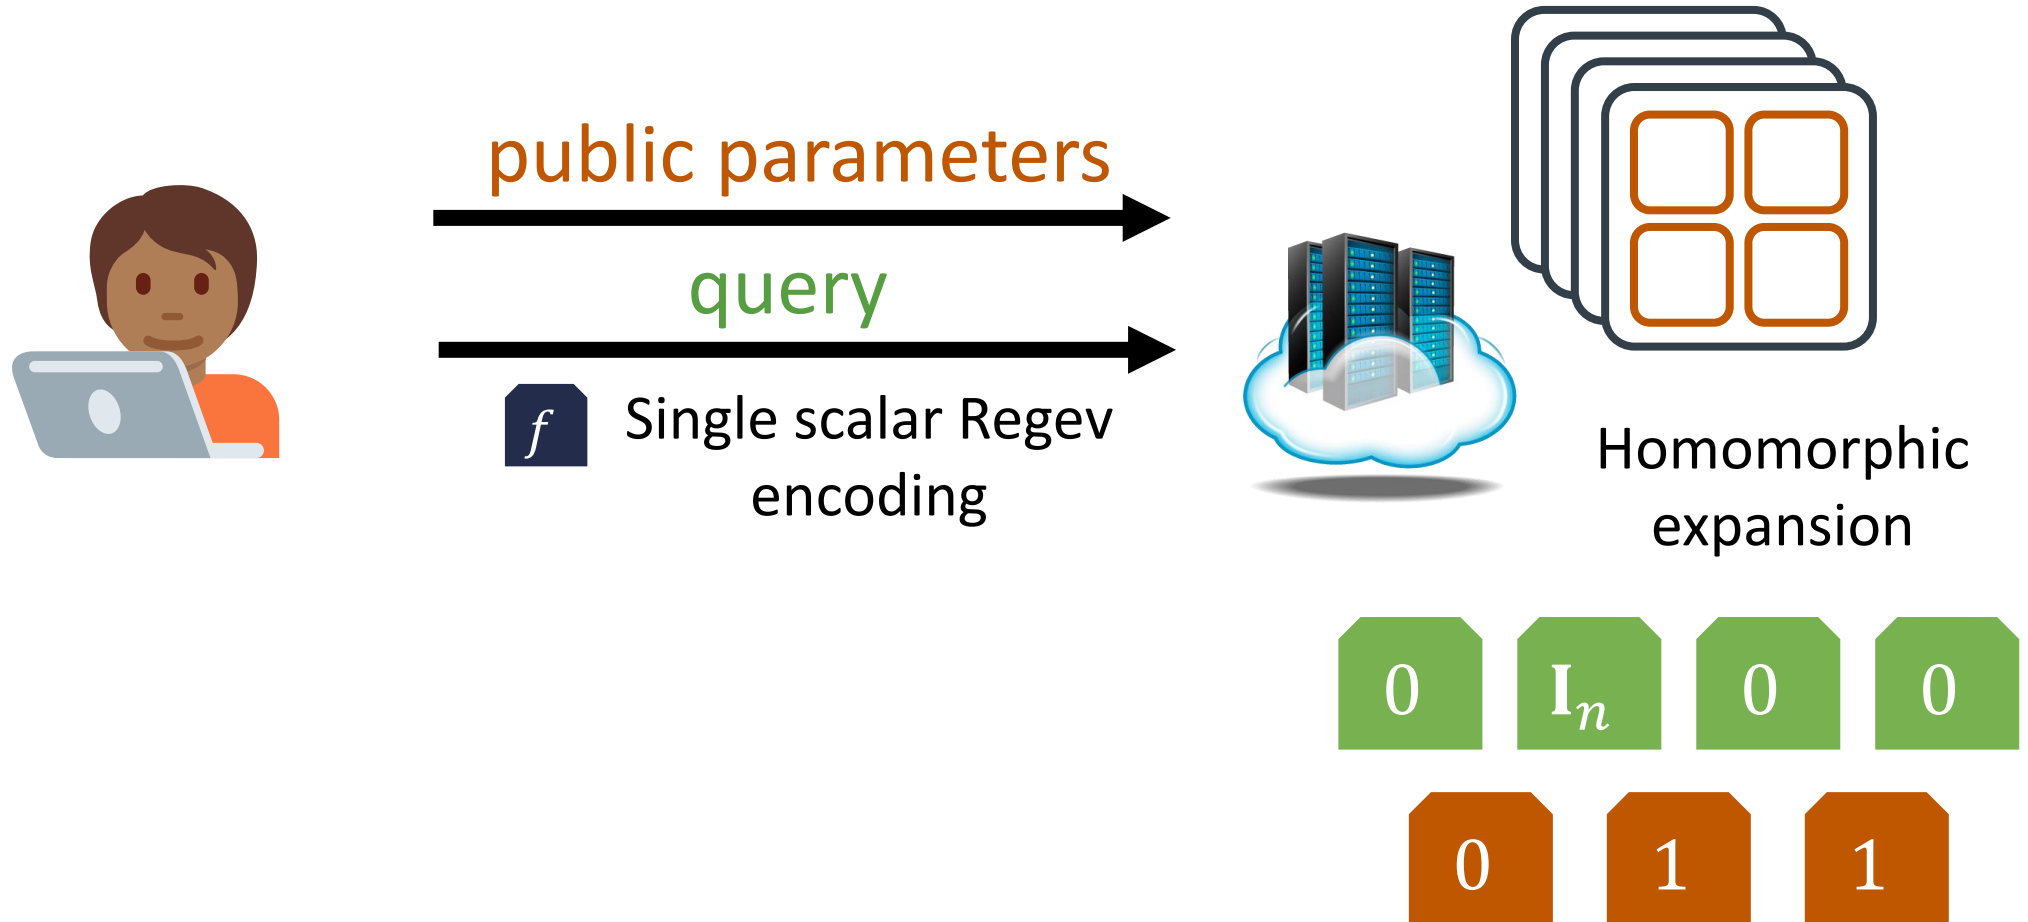 public parameters
query
f Single scalar Regev
encoding
Homomorphic
expansion
0 Iₙ 0 0
0 1 1